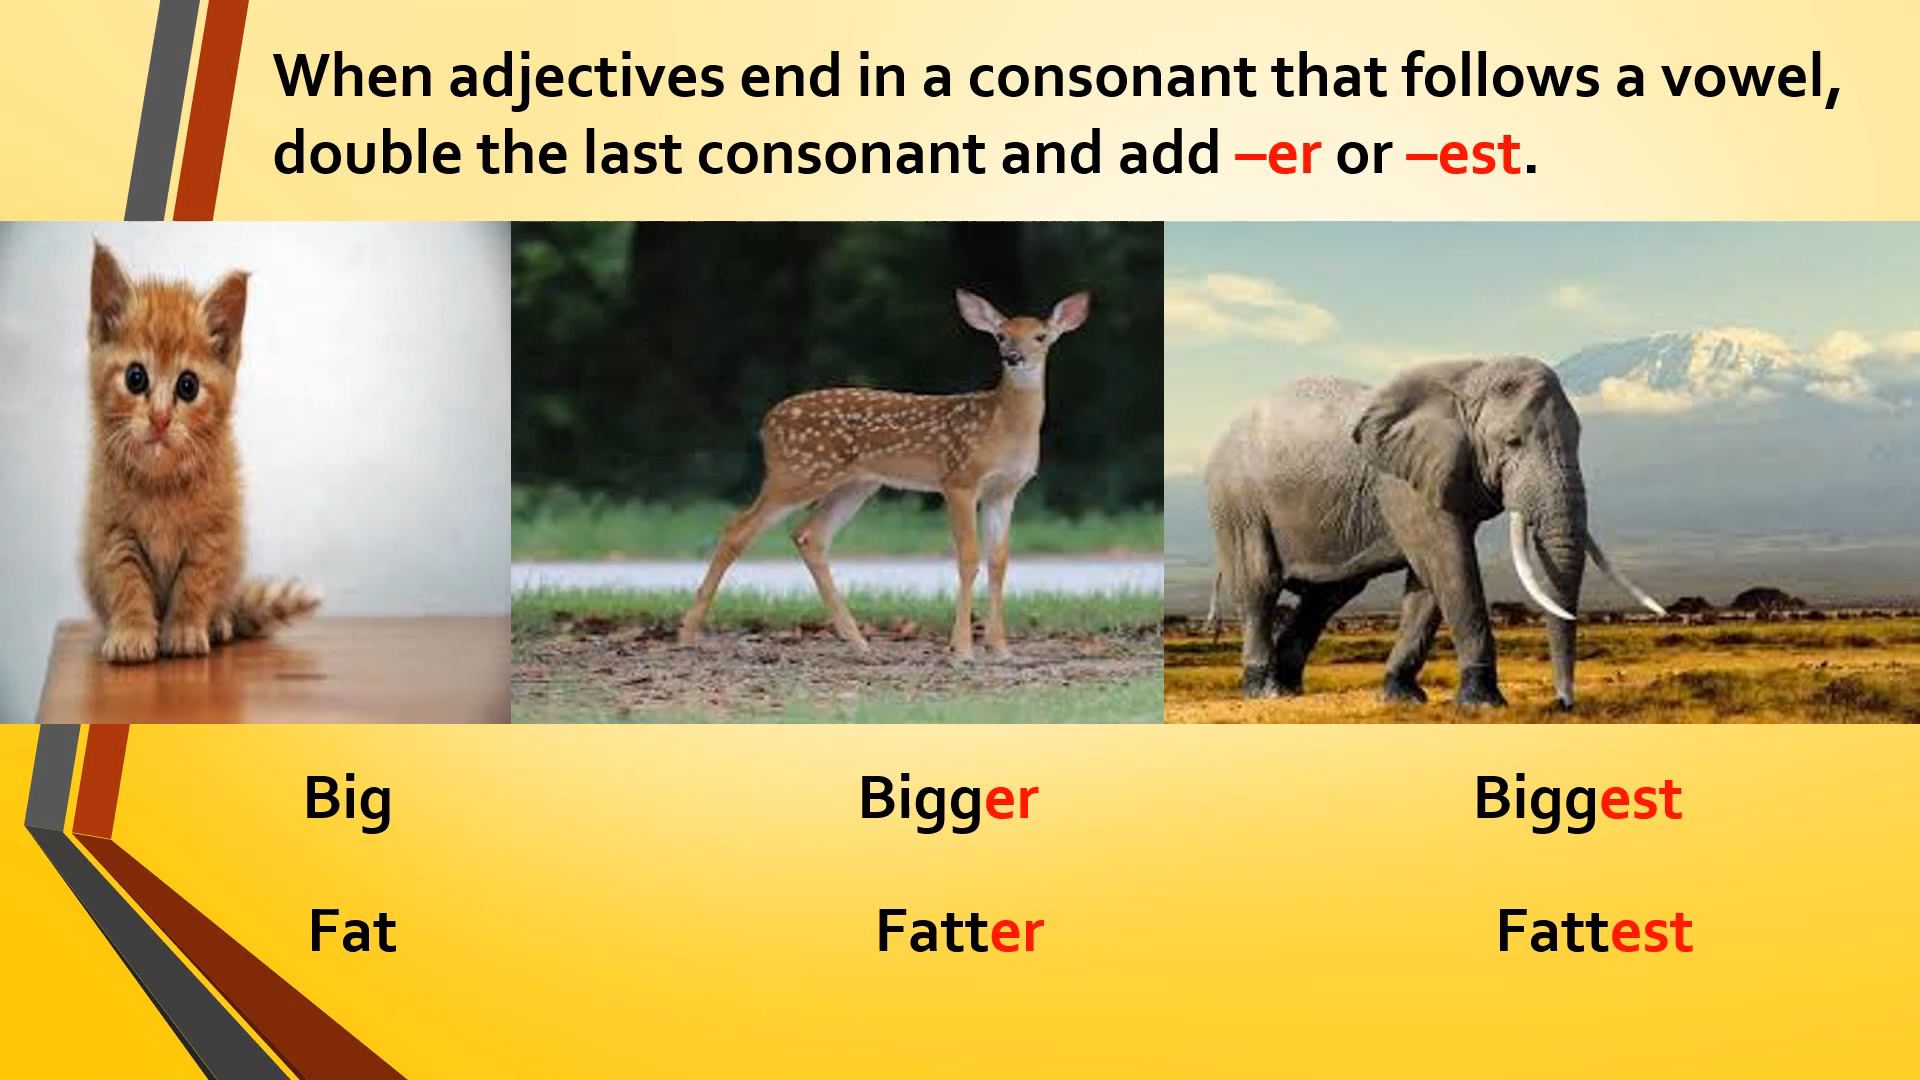 When adjectives end in a consonant that follows a vowel,
double the last consonant and add –er or –est.
Big Bigger Biggest
Fat Fatter Fattest